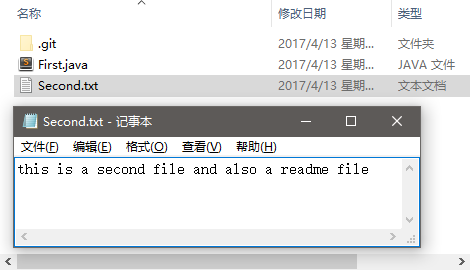 名称 修改日期 类型
.git 2017/4/13 星期... 文件夹
First.java 2017/4/13 星期... JAVA 文件
Second.txt 2017/4/13 星期... 文本文档
Second.txt - 记事本
文件(F) 编辑(E) 格式(O) 查看(V) 帮助(H)
this is a second file and also a readme file